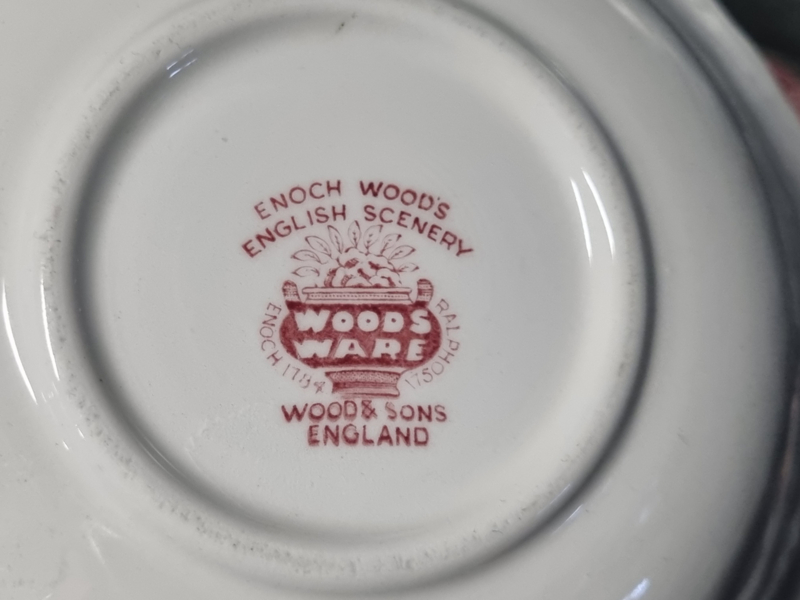 ENOCH WOOD'S
ENGLISH SCENERY
WOODS
WARE
ENOCH 1784
RALPH 1750
WOOD & SONS
ENGLAND